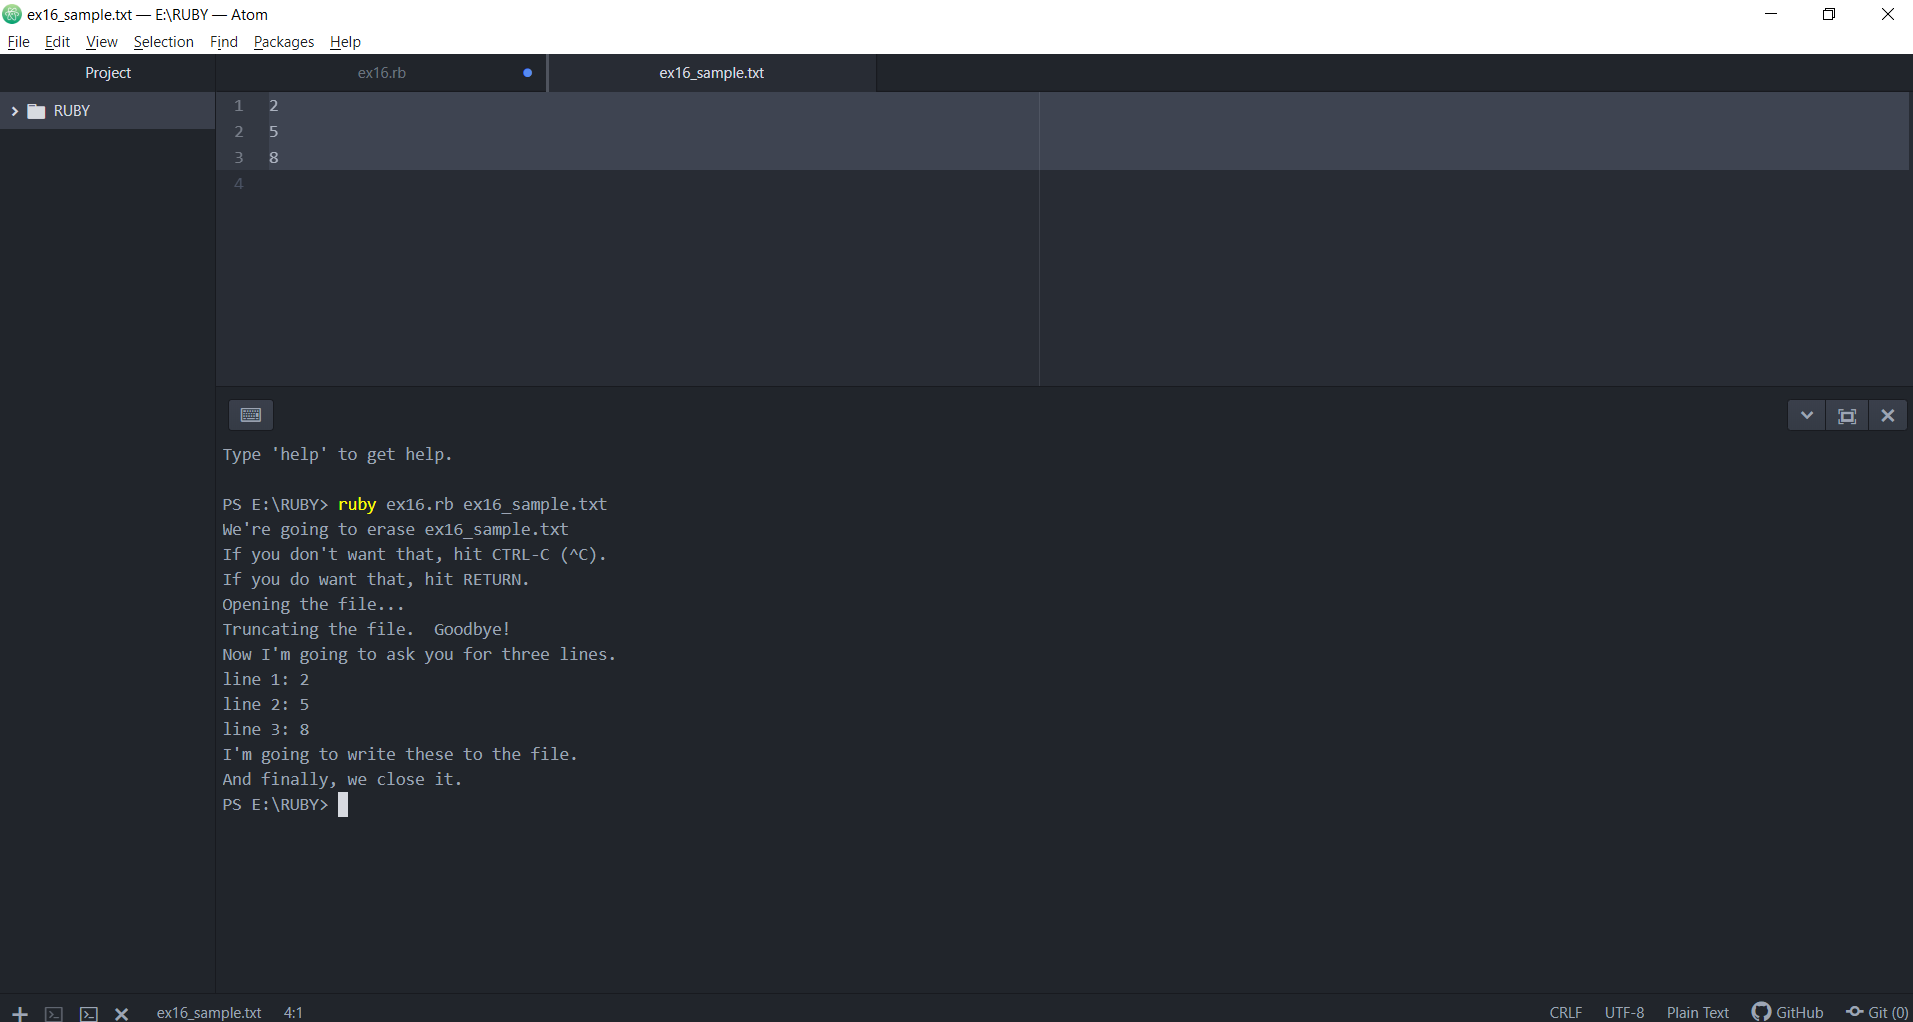 ex16_sample.txt — E:\RUBY — Atom
File Edit View Selection Find Packages Help
Project ex16.rb ex16_sample.txt
RUBY
1 2
2 5
3 8
4
Type 'help' to get help.
PS E:\RUBY> ruby ex16.rb ex16_sample.txt
We're going to erase ex16_sample.txt
If you don't want that, hit CTRL-C (^C).
If you do want that, hit RETURN.
Opening the file...
Truncating the file.  Goodbye!
Now I'm going to ask you for three lines.
line 1: 2
line 2: 5
line 3: 8
I'm going to write these to the file.
And finally, we close it.
PS E:\RUBY>
ex16_sample.txt 4:1 CRLF UTF-8 Plain Text GitHub Git (0)